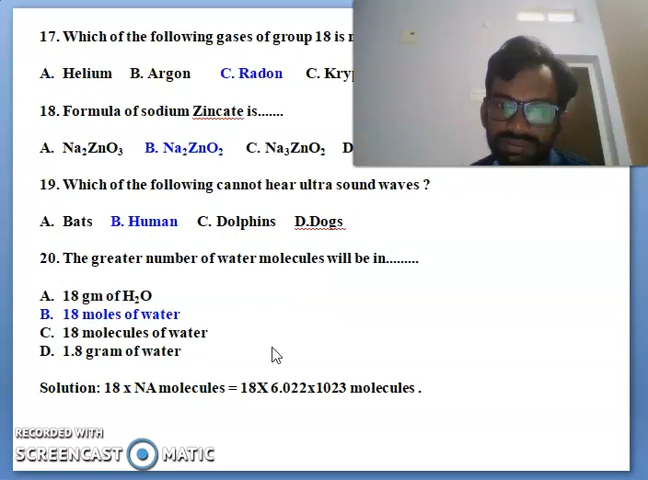 17. Which of the following gases of group 18 is
A. Helium B. Argon C. Radon C. Kry
18. Formula of sodium Zincate is.......
A. Na₂ZnO₃ B. Na₂ZnO₂ C. Na₃ZnO₂ D
19. Which of the following cannot hear ultra sound waves ?
A. Bats B. Human C. Dolphins D.Dogs
20. The greater number of water molecules will be in.........
A. 18 gm of H₂O
B. 18 moles of water
C. 18 molecules of water
D. 1.8 gram of water
Solution: 18 x NA molecules = 18X 6.022x1023 molecules .
RECORDED WITH
SCREENCAST MATIC